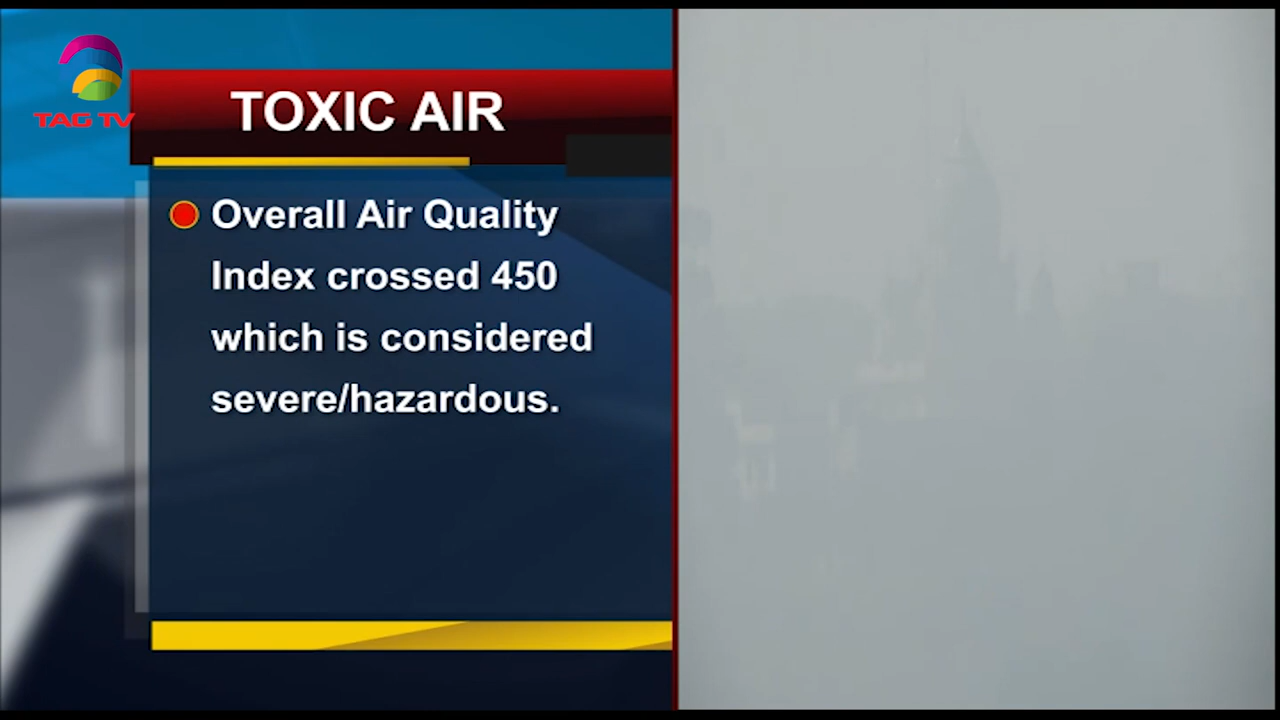 TAG TV
TOXIC AIR
Overall Air Quality
Index crossed 450
which is considered
severe/hazardous.